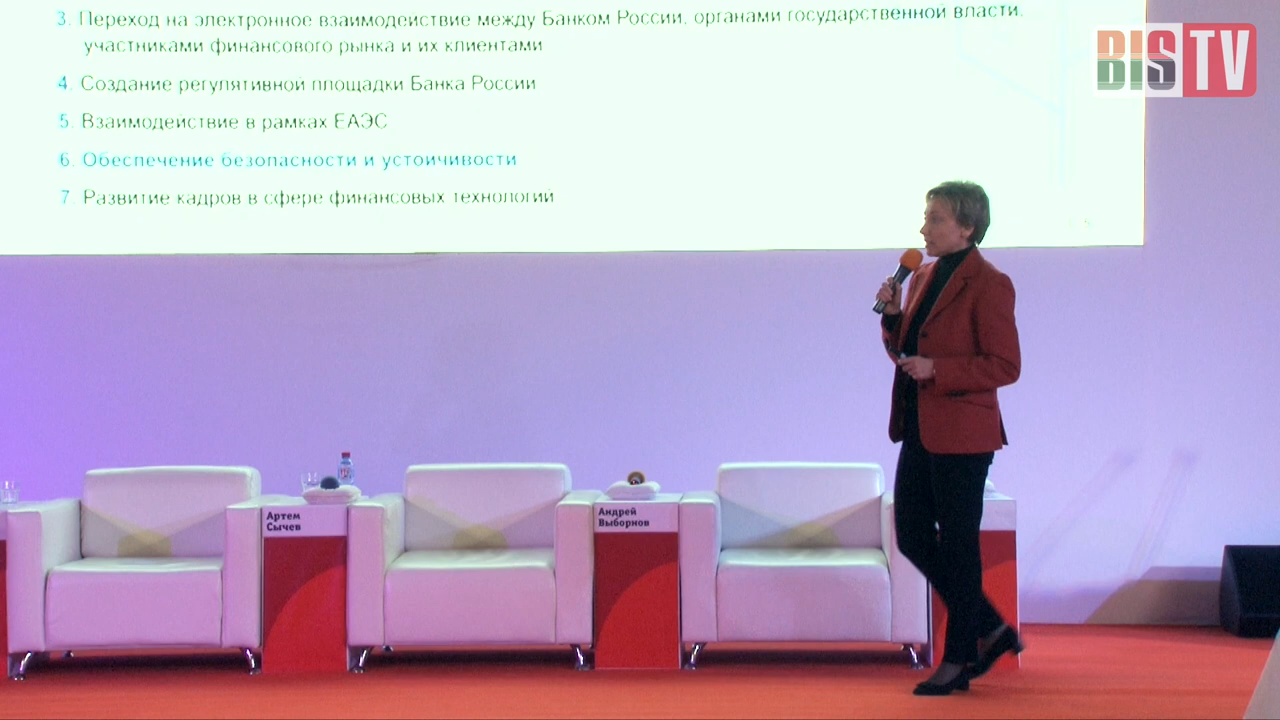 3. Переход на электронное взаимодействие между Банком России, органами государственной власти,
участниками финансового рынка и их клиентами
4. Создание регулятивной площадки Банка России
5. Взаимодействие в рамках ЕАЭС
6. Обеспечение безопасности и устойчивости
7. Развитие кадров в сфере финансовых технологий
BIS TV
Артем
Сычев
Андрей
Выборнов